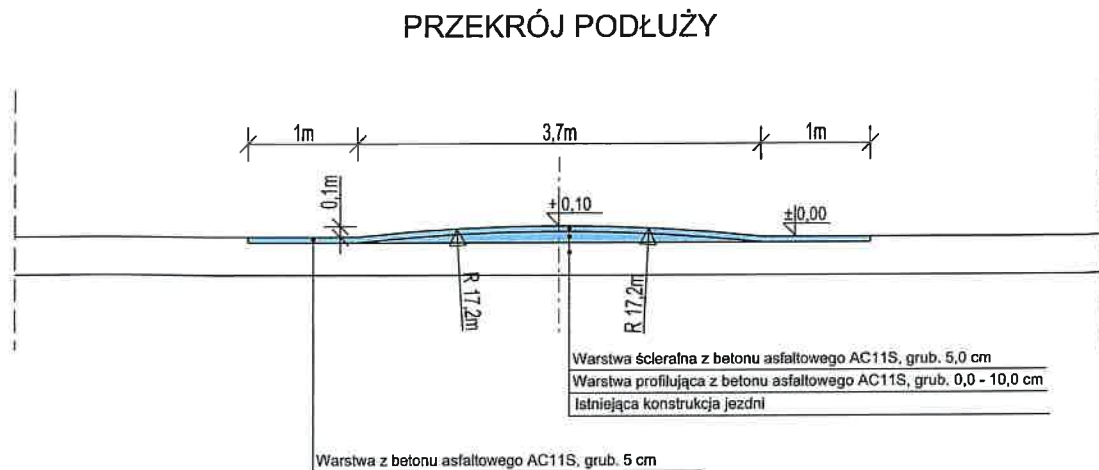 PRZEKRÓJ PODŁUŻY
1m
3,7m
1m
0,1m
+0,10
±0,00
R 17,2m
R 17,2m
Warstwa ścieralna z betonu asfaltowego AC11S, grub. 5,0 cm
Warstwa profilująca z betonu asfaltowego AC11S, grub. 0,0 - 10,0 cm
Istniejąca konstrukcja jezdni
Warstwa z betonu asfaltowego AC11S, grub. 5 cm